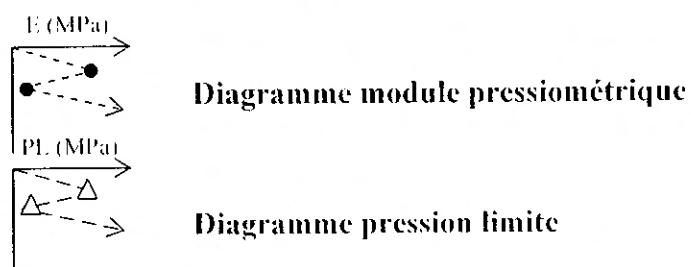 E (MPa)
Diagramme module pressiométrique
PL (MPa)
Diagramme pression limite